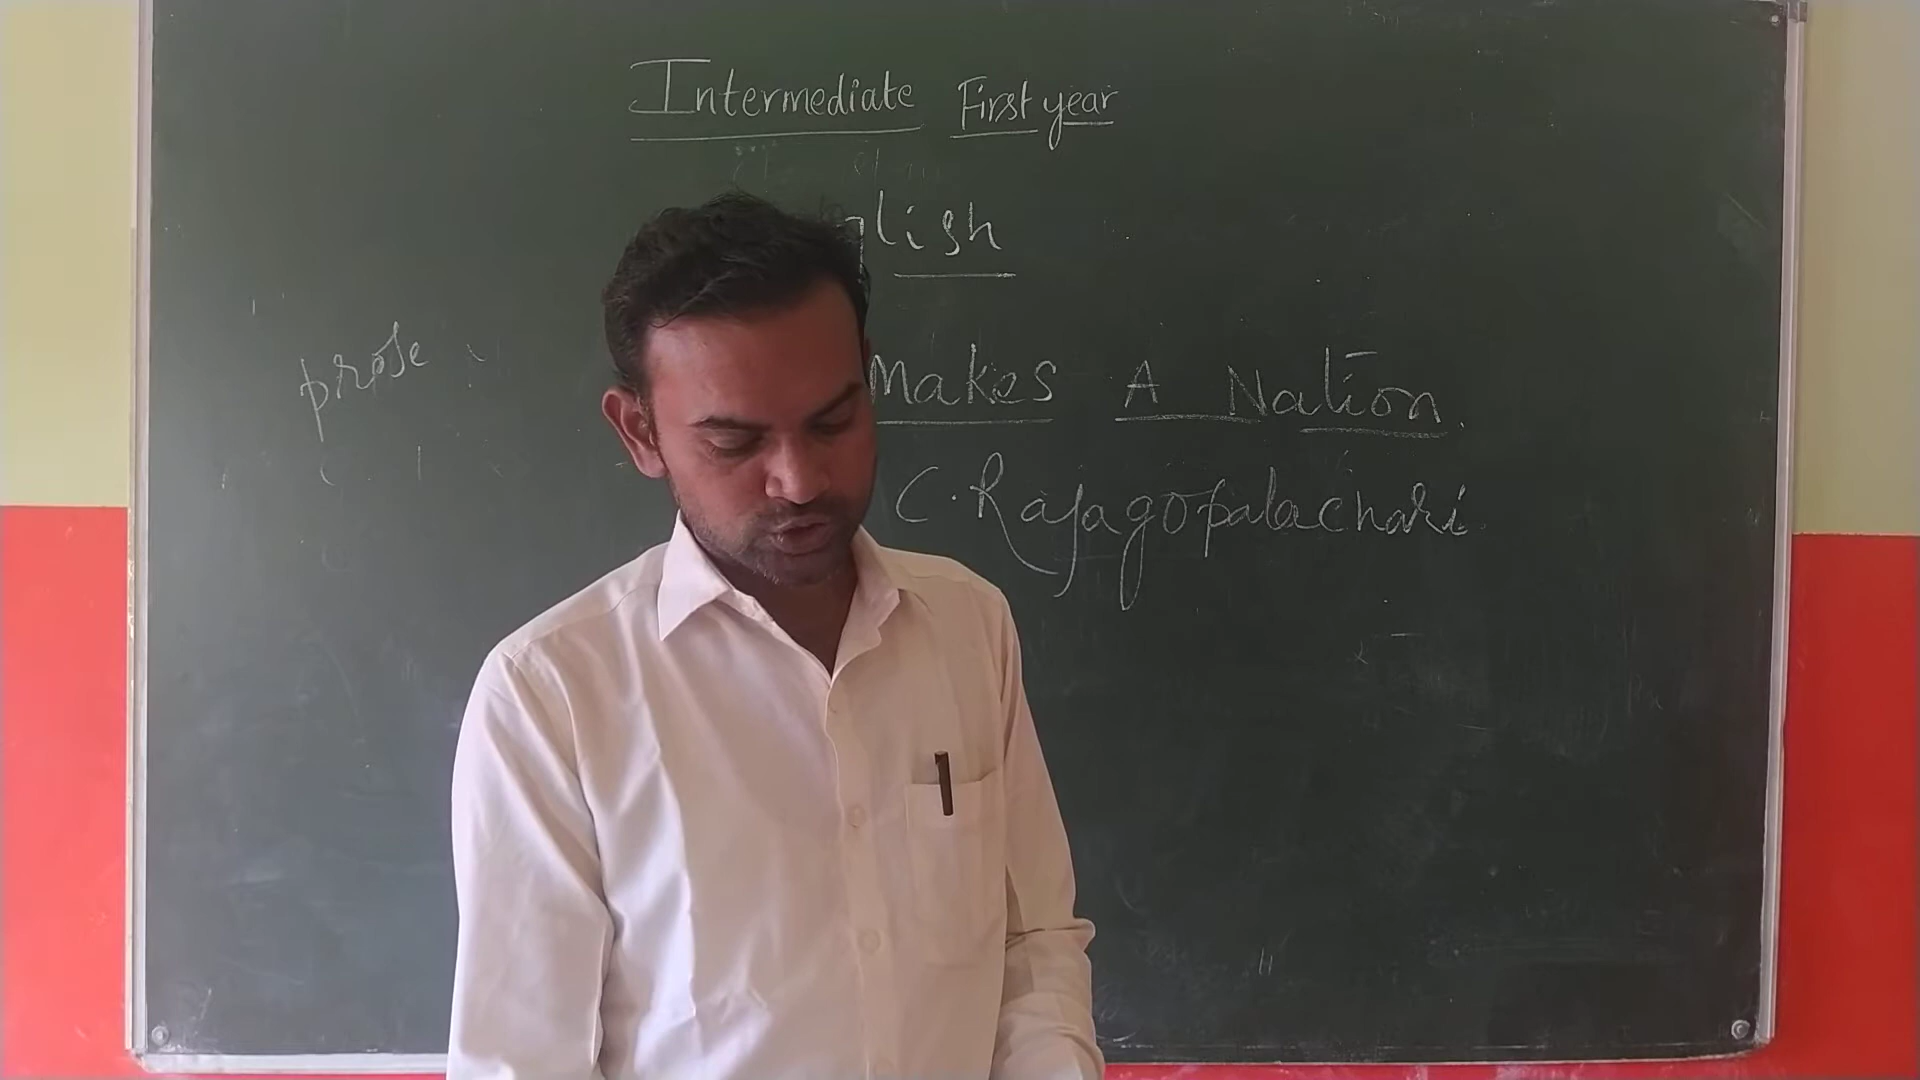 Intermediate First year
glish
prose :
Makes A Nation.
C. Rajagopalachari